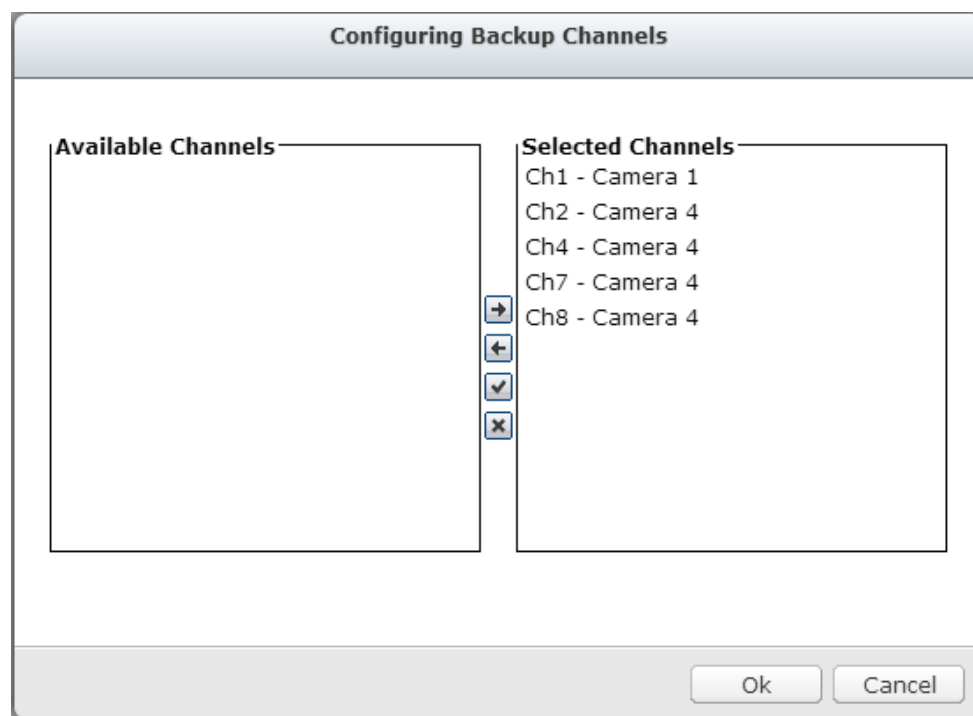 Configuring Backup Channels
Available Channels
Selected Channels
Ch1 - Camera 1
Ch2 - Camera 4
Ch4 - Camera 4
Ch7 - Camera 4
Ch8 - Camera 4
Ok
Cancel